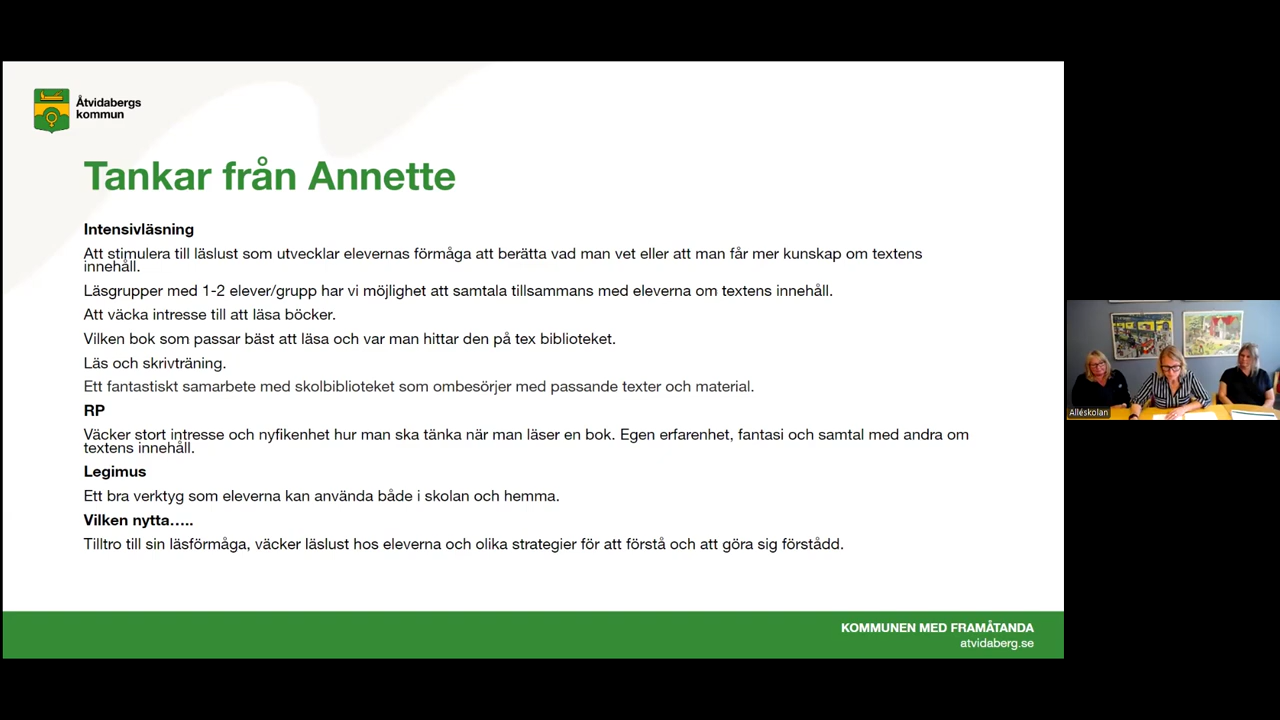 Åtvidabergs
kommun
Tankar från Annette
Intensivläsning
Att stimulera till läslust som utvecklar elevernas förmåga att berätta vad man vet eller att man får mer kunskap om textens
innehåll.
Läsgrupper med 1-2 elever/grupp har vi möjlighet att samtala tillsammans med eleverna om textens innehåll.
Att väcka intresse till att läsa böcker.
Vilken bok som passar bäst att läsa och var man hittar den på tex biblioteket.
Läs och skrivträning.
Ett fantastiskt samarbete med skolbiblioteket som ombesörjer med passande texter och material.
RP
Väcker stort intresse och nyfikenhet hur man ska tänka när man läser en bok. Egen erfarenhet, fantasi och samtal med andra om
textens innehåll.
Legimus
Ett bra verktyg som eleverna kan använda både i skolan och hemma.
Vilken nytta…..
Tilltro till sin läsförmåga, väcker läslust hos eleverna och olika strategier för att förstå och att göra sig förstådd.
KOMMUNEN MED FRAMÅTANDA
atvidaberg.se
Alléskolan